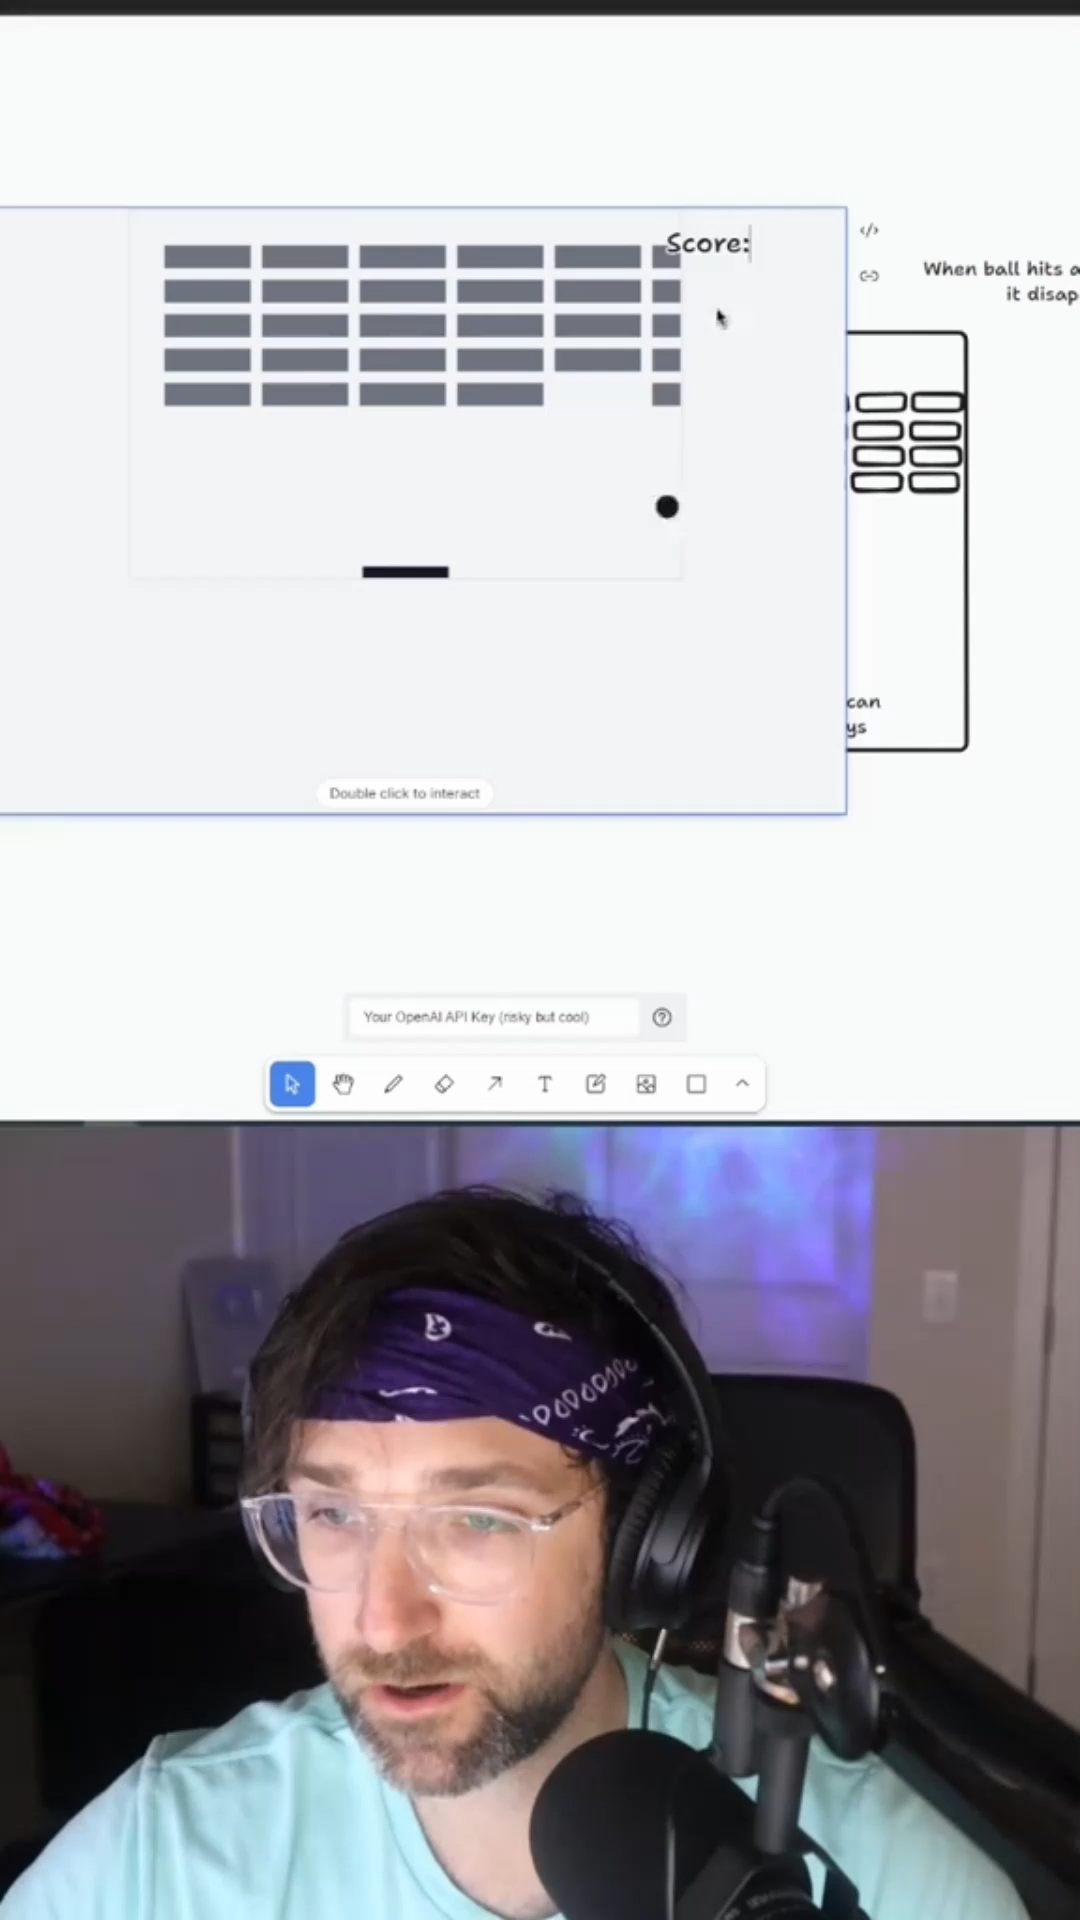 Score:
</>
When ball hits a
it disap
can
ys
Double click to interact
Your OpenAI API Key (risky but cool)
T